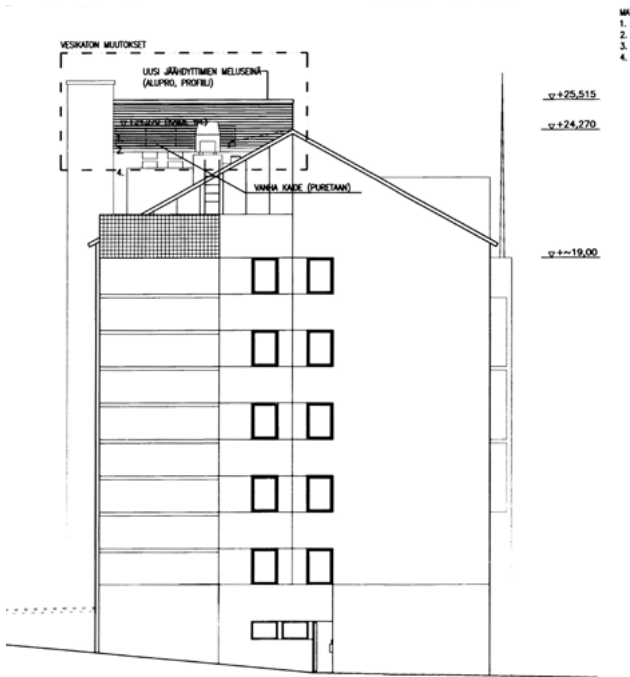 MA
1.
2.
3.
4.
VESIKATON MUUTOKSET
UUSI JÄÄHDYTTIMIEN MELUSEINÄ
(ALUPRO, PROFIILI)
+25,515
+24,270
1.
2.
4.
VANHA KAIDE (PURETAAN)
+~19,00